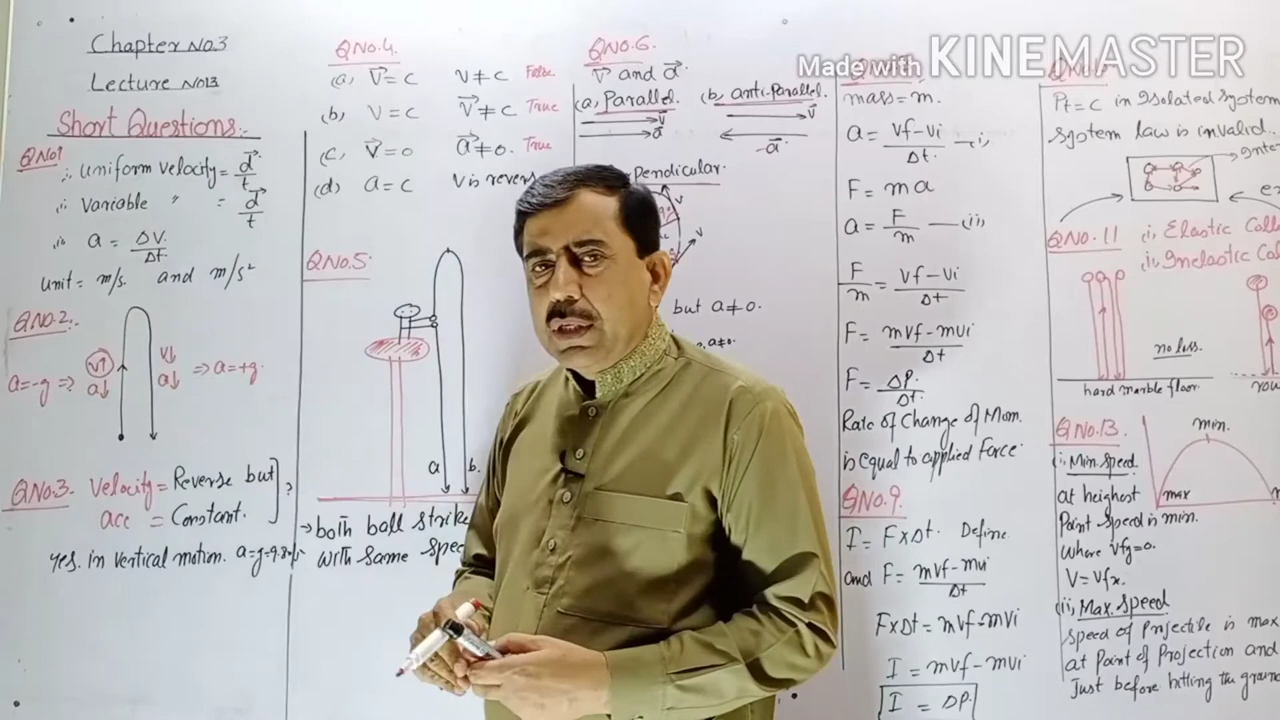 Chapter No.3
Lecture No13
Short Questions.
QNo1
i. uniform velocity = d⃗/t
ii. Variable " = d⃗/t
iii. a = ΔV/Δt
unit = m/s. and m/s²
QNo.2:-
a=-g => v↑ a↓
v↓ a↓ => a=+g.
QNo.3. Velocity = Reverse but
acc = Constant. ?
Yes. in vertical motion. a=g=9.8
QNo.4.
(a) V⃗ = c v≠c False
(b) v = c V⃗≠c True
(c) V⃗=0 a⃗≠0. True
(d) a = c V is revers
QNo.5.
a
b.
→ both ball strike
with same spee
QNo.6.
V⃗ and a⃗
(a) Parallel.
V⃗
a⃗
(b) anti-parallel.
V⃗
-a⃗
pendicular.
v
v
but a≠0.
a≠0.
Made with KINEMASTER
mass = m.
a = Vf-Vi/Δt —(i)
F = ma
a = F/m —(ii)
F/m = Vf-Vi/Δt
F = mVf-mVi/Δt
F = ΔP/Δt
Rate of Change of Mom.
is equal to applied Force
QNo.9.
I = F×Δt. Define
and F = mVf-mVi/Δt
F×Δt = mVf-mVi
I = mVf-mVi
I = ΔP.
Pt=c in Isolated System
System law is invalid.
QNo.11
(i) Elastic Coll
(ii) Inelastic Co
no loss.
hard marble floor.
rou
QNo.13.
(i) Min. Speed
at heighest
Point Speed is min.
where Vfy=0.
V = Vfx.
min.
max
(ii) Max. Speed
Speed of Projectile is max
at Point of Projection and
Just before hitting the ground